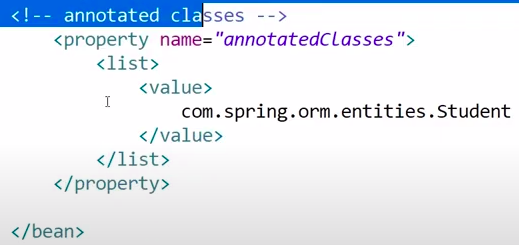 <!-- annotated classes -->
<property name="annotatedClasses">
<list>
<value>
com.spring.orm.entities.Student
</value>
</list>
</property>
</bean>